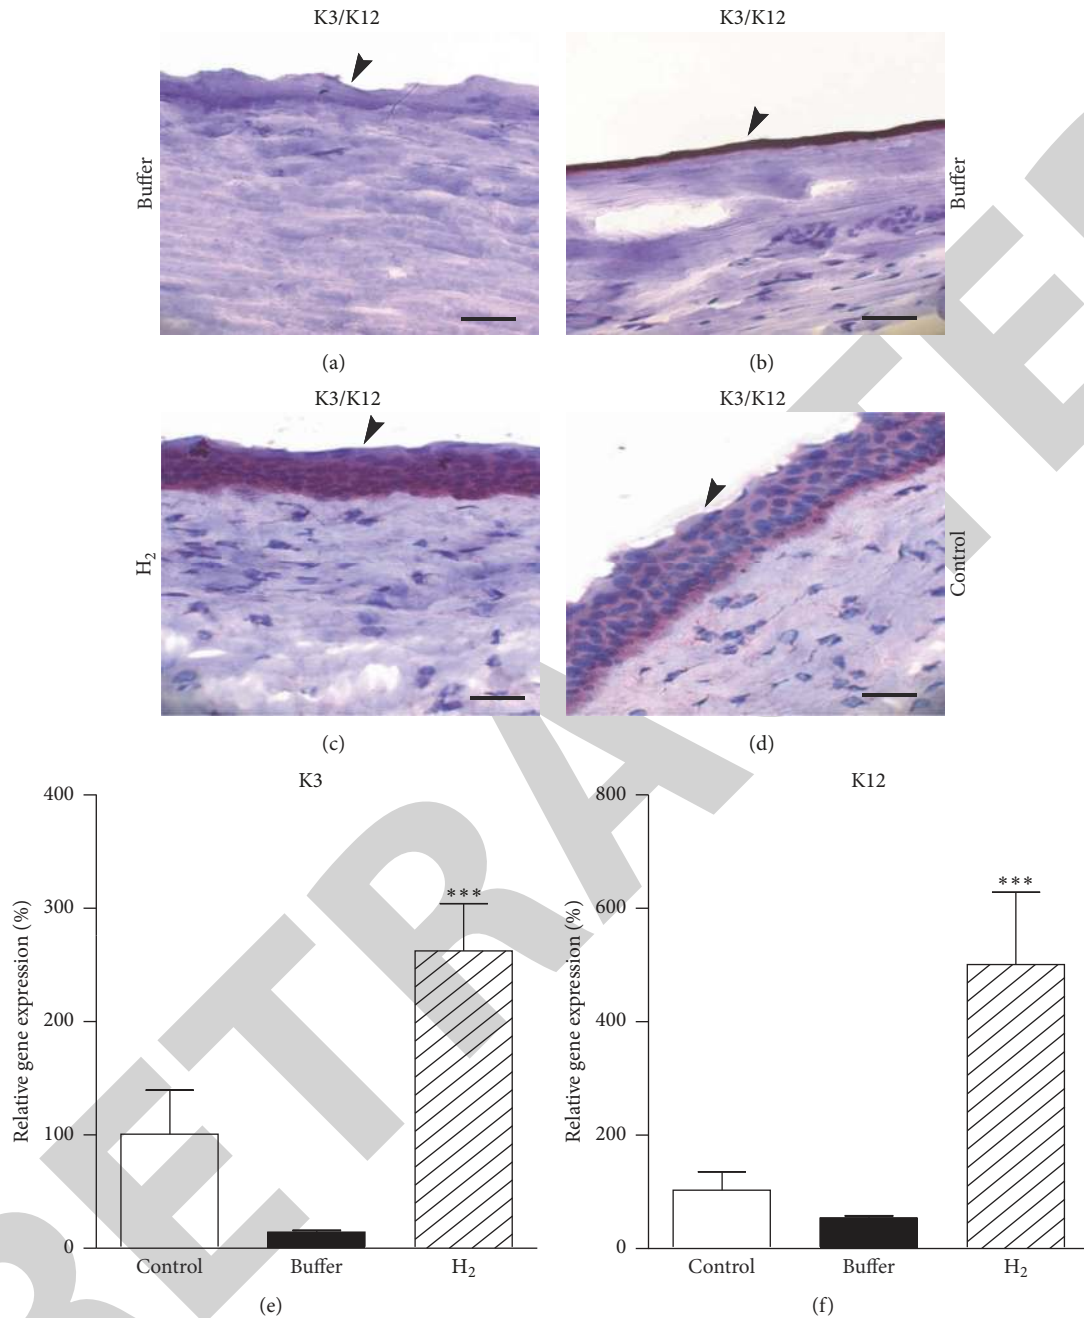 K3/K12
K3/K12
Buffer
Buffer
(a)
(b)
K3/K12
K3/K12
H2
Control
(c)
(d)
K3
K12
Relative gene expression (%)
400
300
200
100
0
***
Control
Buffer
H2
Relative gene expression (%)
800
600
400
200
0
***
Control
Buffer
H2
(e)
(f)
RETRACTED